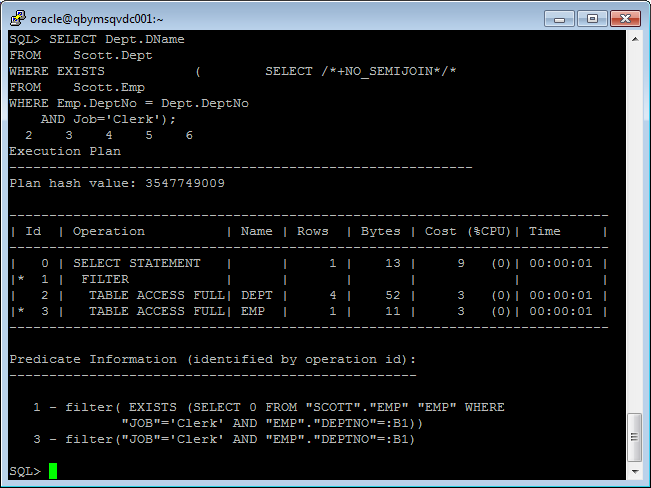 oracle@qbymsqvdc001:~
SQL> SELECT Dept.DName
FROM    Scott.Dept
WHERE EXISTS           (        SELECT /*+NO_SEMIJOIN*/*
FROM    Scott.Emp
WHERE Emp.DeptNo = Dept.DeptNo
    AND Job='Clerk');
  2    3    4    5    6
Execution Plan
----------------------------------------------------------
Plan hash value: 3547749009

---------------------------------------------------------------------------
| Id  | Operation          | Name | Rows  | Bytes | Cost (%CPU)| Time     |
---------------------------------------------------------------------------
|   0 | SELECT STATEMENT   |      |     1 |    13 |     9   (0)| 00:00:01 |
|*  1 |  FILTER            |      |       |       |            |          |
|   2 |   TABLE ACCESS FULL| DEPT |     4 |    52 |     3   (0)| 00:00:01 |
|*  3 |   TABLE ACCESS FULL| EMP  |     1 |    11 |     3   (0)| 00:00:01 |
---------------------------------------------------------------------------

Predicate Information (identified by operation id):
---------------------------------------------------

   1 - filter( EXISTS (SELECT 0 FROM "SCOTT"."EMP" "EMP" WHERE
              "JOB"='Clerk' AND "EMP"."DEPTNO"=:B1))
   3 - filter("JOB"='Clerk' AND "EMP"."DEPTNO"=:B1)

SQL>